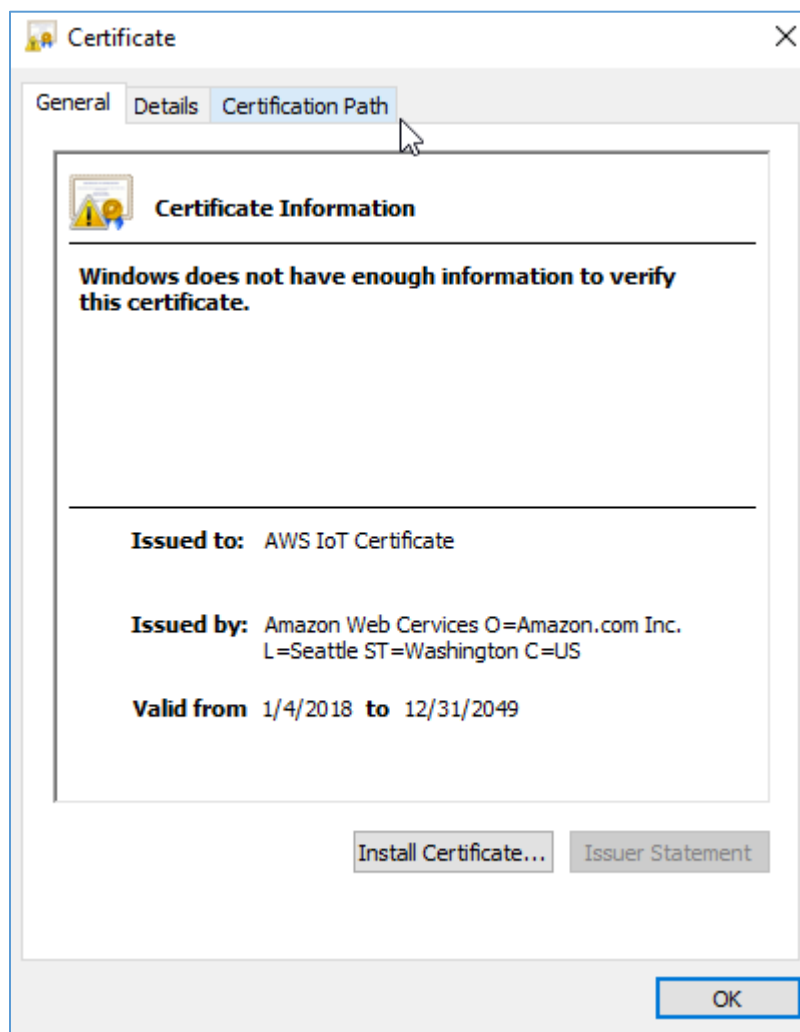 Certificate
General Details Certification Path
Certificate Information
Windows does not have enough information to verify
this certificate.
Issued to: AWS IoT Certificate
Issued by: Amazon Web Cervices O=Amazon.com Inc.
L=Seattle ST=Washington C=US
Valid from 1/4/2018 to 12/31/2049
Install Certificate... Issuer Statement
OK